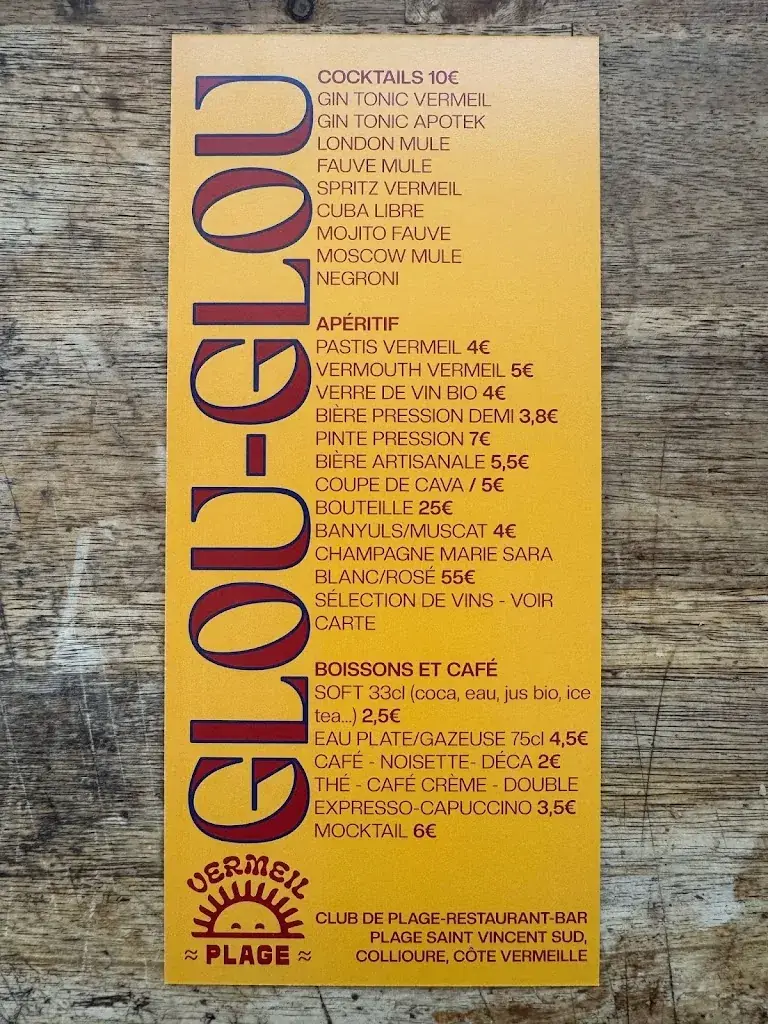 GLOU-GLOU
COCKTAILS 10€
GIN TONIC VERMEIL
GIN TONIC APOTEK
LONDON MULE
FAUVE MULE
SPRITZ VERMEIL
CUBA LIBRE
MOJITO FAUVE
MOSCOW MULE
NEGRONI
APÉRITIF
PASTIS VERMEIL 4€
VERMOUTH VERMEIL 5€
VERRE DE VIN BIO 4€
BIÈRE PRESSION DEMI 3,8€
PINTE PRESSION 7€
BIÈRE ARTISANALE 5,5€
COUPE DE CAVA / 5€
BOUTEILLE 25€
BANYULS/MUSCAT 4€
CHAMPAGNE MARIE SARA
BLANC/ROSÉ 55€
SÉLECTION DE VINS - VOIR
CARTE
BOISSONS ET CAFÉ
SOFT 33cl (coca, eau, jus bio, ice
tea...) 2,5€
EAU PLATE/GAZEUSE 75cl 4,5€
CAFÉ - NOISETTE- DÉCA 2€
THÉ - CAFÉ CRÈME - DOUBLE
EXPRESSO-CAPUCCINO 3,5€
MOCKTAIL 6€
VERMEIL
≈ PLAGE ≈
CLUB DE PLAGE-RESTAURANT-BAR
PLAGE SAINT VINCENT SUD,
COLLIOURE, CÔTE VERMEILLE